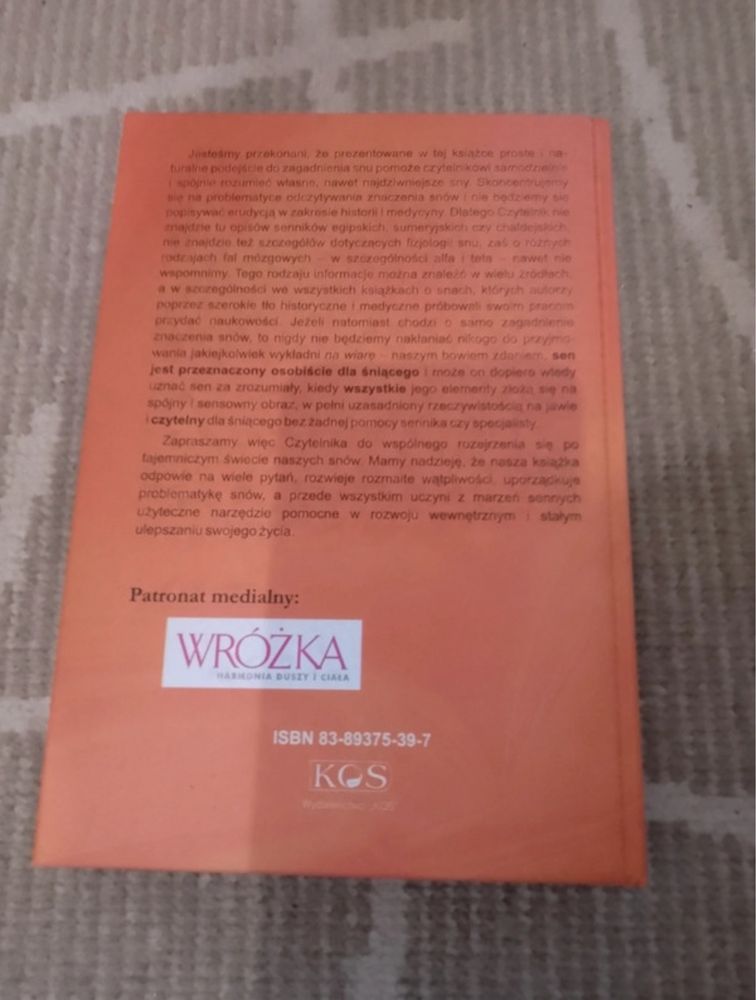 Jesteśmy przekonani, że prezentowane w tej książce proste i na-
turalne podejście do zagadnienia snu pomoże czytelnikowi samodzielnie
i spójnie rozumieć własne, nawet najdziwniejsze sny. Skoncentrujemy
się na problematyce odczytywania znaczenia snów i nie będziemy się
popisywać erudycją w zakresie historii i medycyny. Dlatego Czytelnik nie
znajdzie tu opisów senników egipskich, sumeryjskich czy chaldejskich,
nie znajdzie też szczegółów dotyczących fizjologii snu, zaś o różnych
rodzajach fal mózgowych – w szczególności alfa i teta – nawet nie
wspomnimy. Tego rodzaju informacje można znaleźć w wielu źródłach,
a w szczególności we wszystkich książkach o snach, których autorzy
poprzez szerokie tło historyczne i medyczne próbowali swoim pracom
przydać naukowości. Jeżeli natomiast chodzi o samo zagadnienie
znaczenia snów, to nigdy nie będziemy nakłaniać nikogo do przyjmo-
wania jakiejkolwiek wykładni na wiarę – naszym bowiem zdaniem, sen
jest przeznaczony osobiście dla śniącego i może on dopiero wtedy
uznać sen za zrozumiały, kiedy wszystkie jego elementy złożą się na
spójny i sensowny obraz, w pełni uzasadniony rzeczywistością na jawie
i czytelny dla śniącego bez żadnej pomocy sennika czy specjalisty.
Zapraszamy więc Czytelnika do wspólnego rozejrzenia się po
tajemniczym świecie naszych snów. Mamy nadzieję, że nasza książka
odpowie na wiele pytań, rozwieje rozmaite wątpliwości, uporządkuje
problematykę snów, a przede wszystkim uczyni z marzeń sennych
użyteczne narzędzie pomocne w rozwoju wewnętrznym i stałym
ulepszaniu swojego życia.
Patronat medialny:
WRÓŻKA
HARMONIA DUSZY I CIAŁA
ISBN 83-89375-39-7
KOS
Wydawnictwo „KOS”